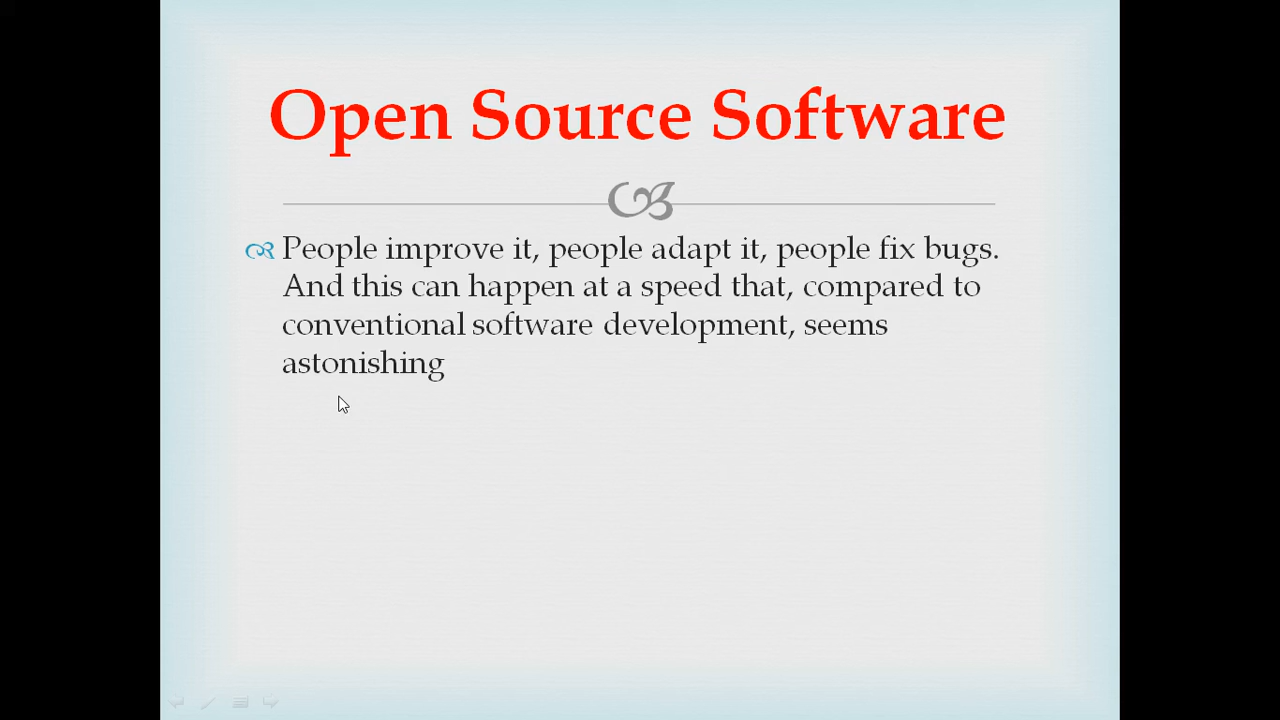 Open Source Software
People improve it, people adapt it, people fix bugs.
And this can happen at a speed that, compared to
conventional software development, seems
astonishing